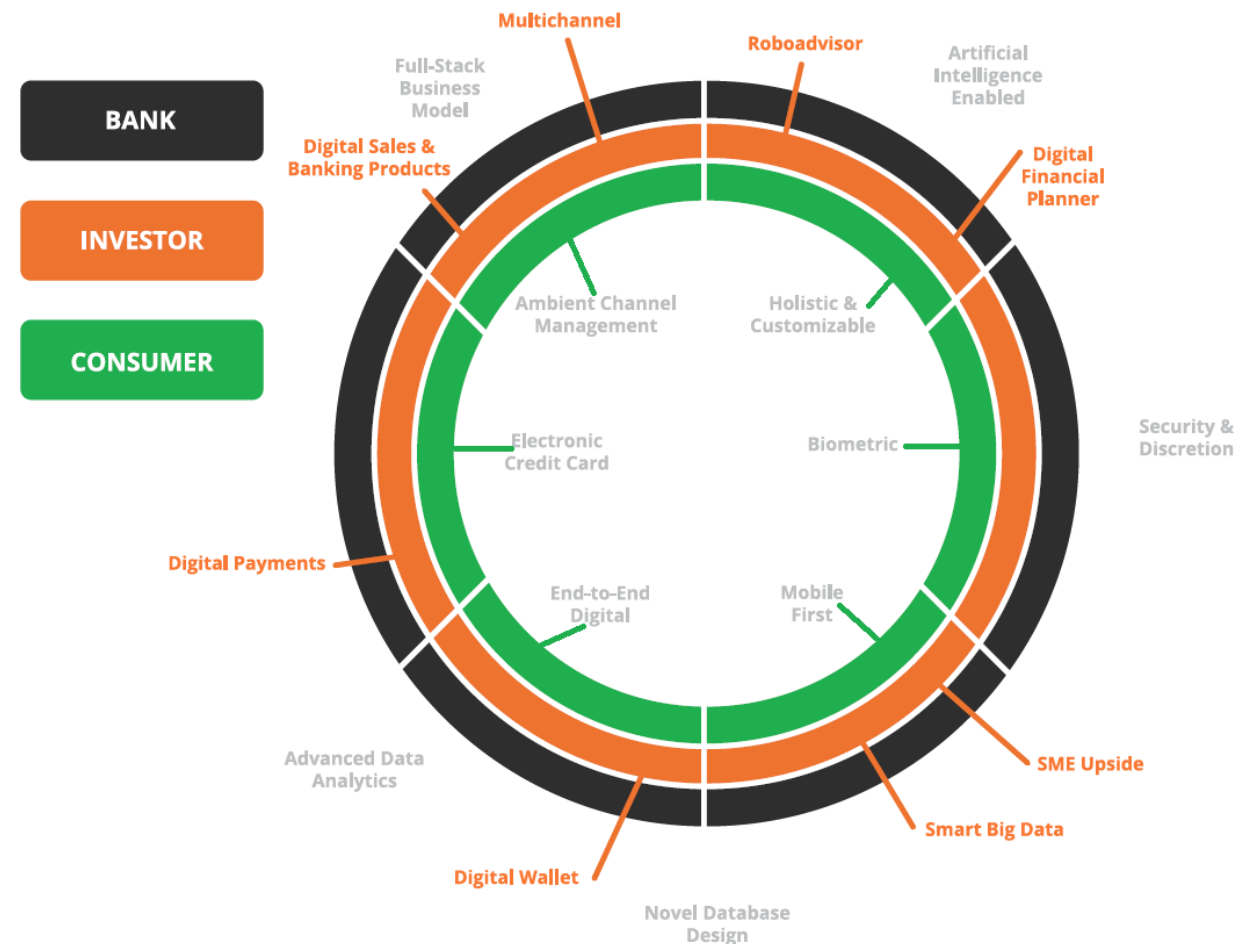 Multichannel
Roboadvisor
Full-Stack
Business
Model
Artificial
Intelligence
Enabled
BANK
Digital Sales &
Banking Products
Digital
Financial
Planner
INVESTOR
Ambient Channel
Management
Holistic &
Customizable
CONSUMER
Electronic
Credit Card
Biometric
Security &
Discretion
Digital Payments
End-to-End
Digital
Mobile
First
Advanced Data
Analytics
SME Upside
Smart Big Data
Digital Wallet
Novel Database
Design